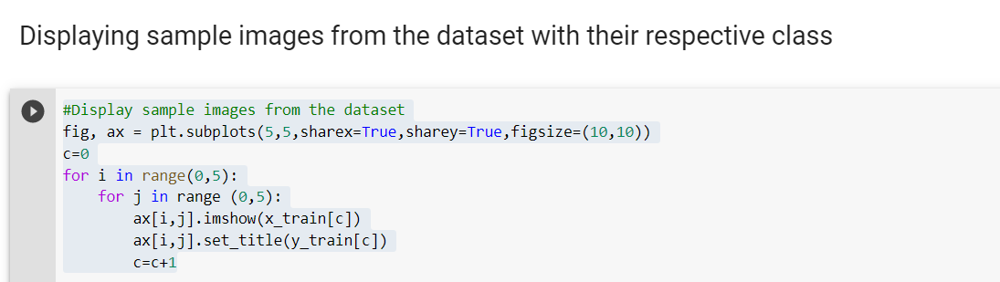 Displaying sample images from the dataset with their respective class
#Display sample images from the dataset
fig, ax = plt.subplots(5,5,sharex=True,sharey=True,figsize=(10,10))
c=0
for i in range(0,5):
    for j in range (0,5):
        ax[i,j].imshow(x_train[c])
        ax[i,j].set_title(y_train[c])
        c=c+1